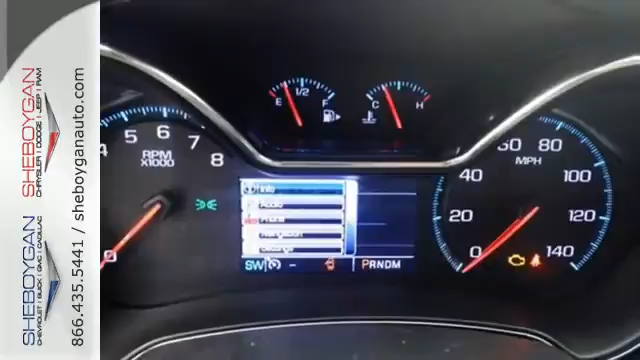 SHEBOYGAN
CHRYSLER | DODGE | JEEP | RAM
SHEBOYGAN
CHEVROLET | BUICK | GMC | CADILLAC
866.435.5441 / sheboyganauto.com
E 1/2 F
C H
4 5 6 7 8
RPM
X1000
0 20 40 60 80 100 120 140
MPH
Info
Audio
Phone
Navigation
Settings
SW -- PRNDM